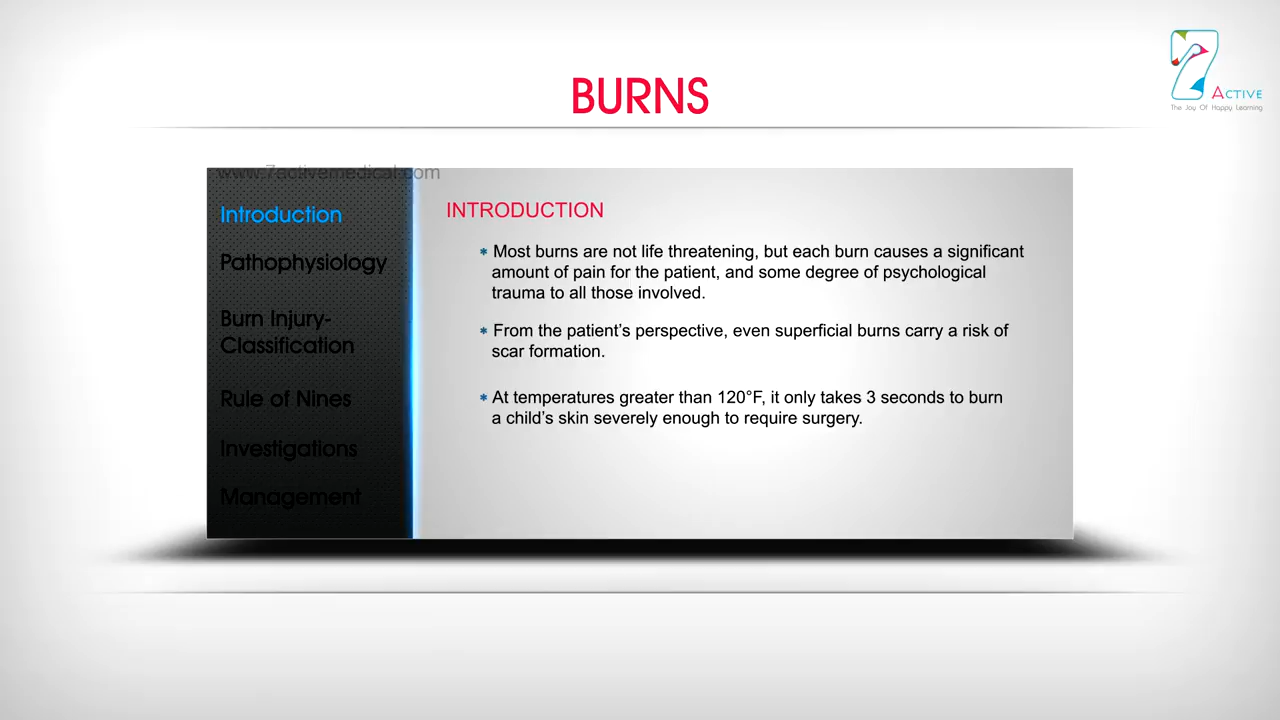 BURNS
7 ACTIVE
The Joy Of Happy Learning
www.7activemedical.com
Introduction
Pathophysiology
Burn Injury-
Classification
Rule of Nines
Investigations
Management
INTRODUCTION
* Most burns are not life threatening, but each burn causes a significant
amount of pain for the patient, and some degree of psychological
trauma to all those involved.
* From the patient’s perspective, even superficial burns carry a risk of
scar formation.
* At temperatures greater than 120°F, it only takes 3 seconds to burn
a child’s skin severely enough to require surgery.